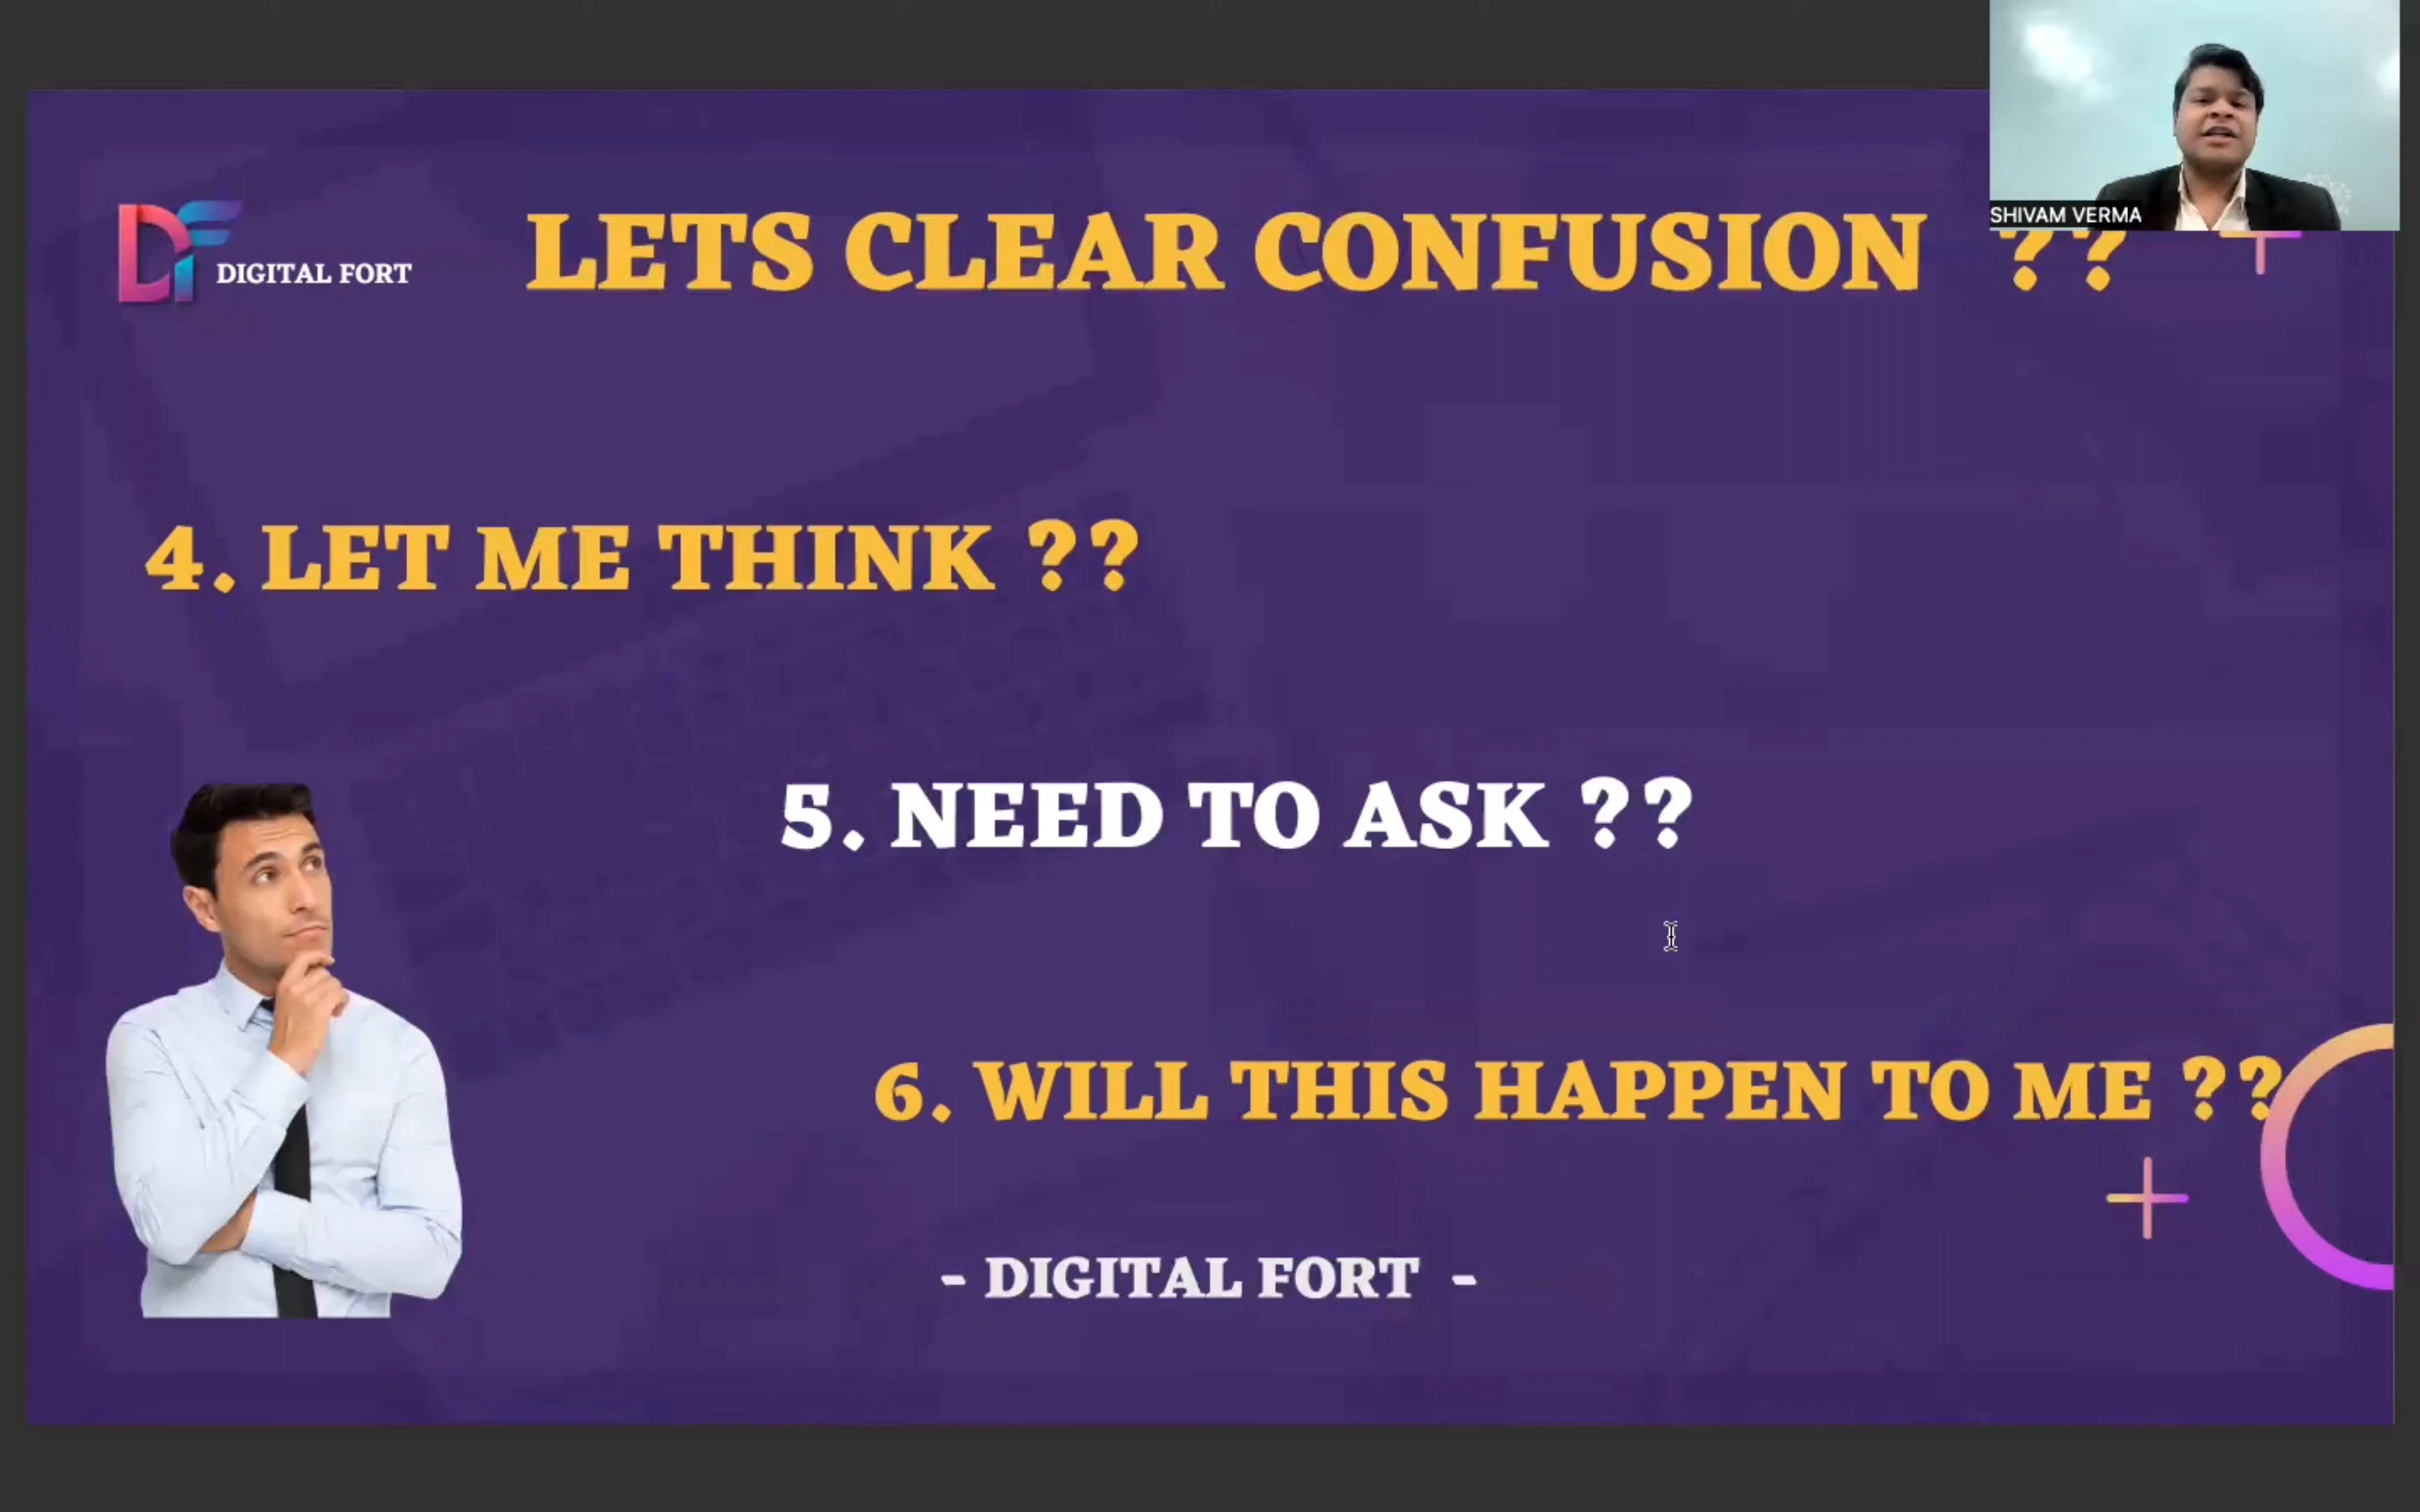 SHIVAM VERMA
DF
DIGITAL FORT
LETS CLEAR CONFUSION ??
4. LET ME THINK ??
5. NEED TO ASK ??
6. WILL THIS HAPPEN TO ME ??
- DIGITAL FORT -